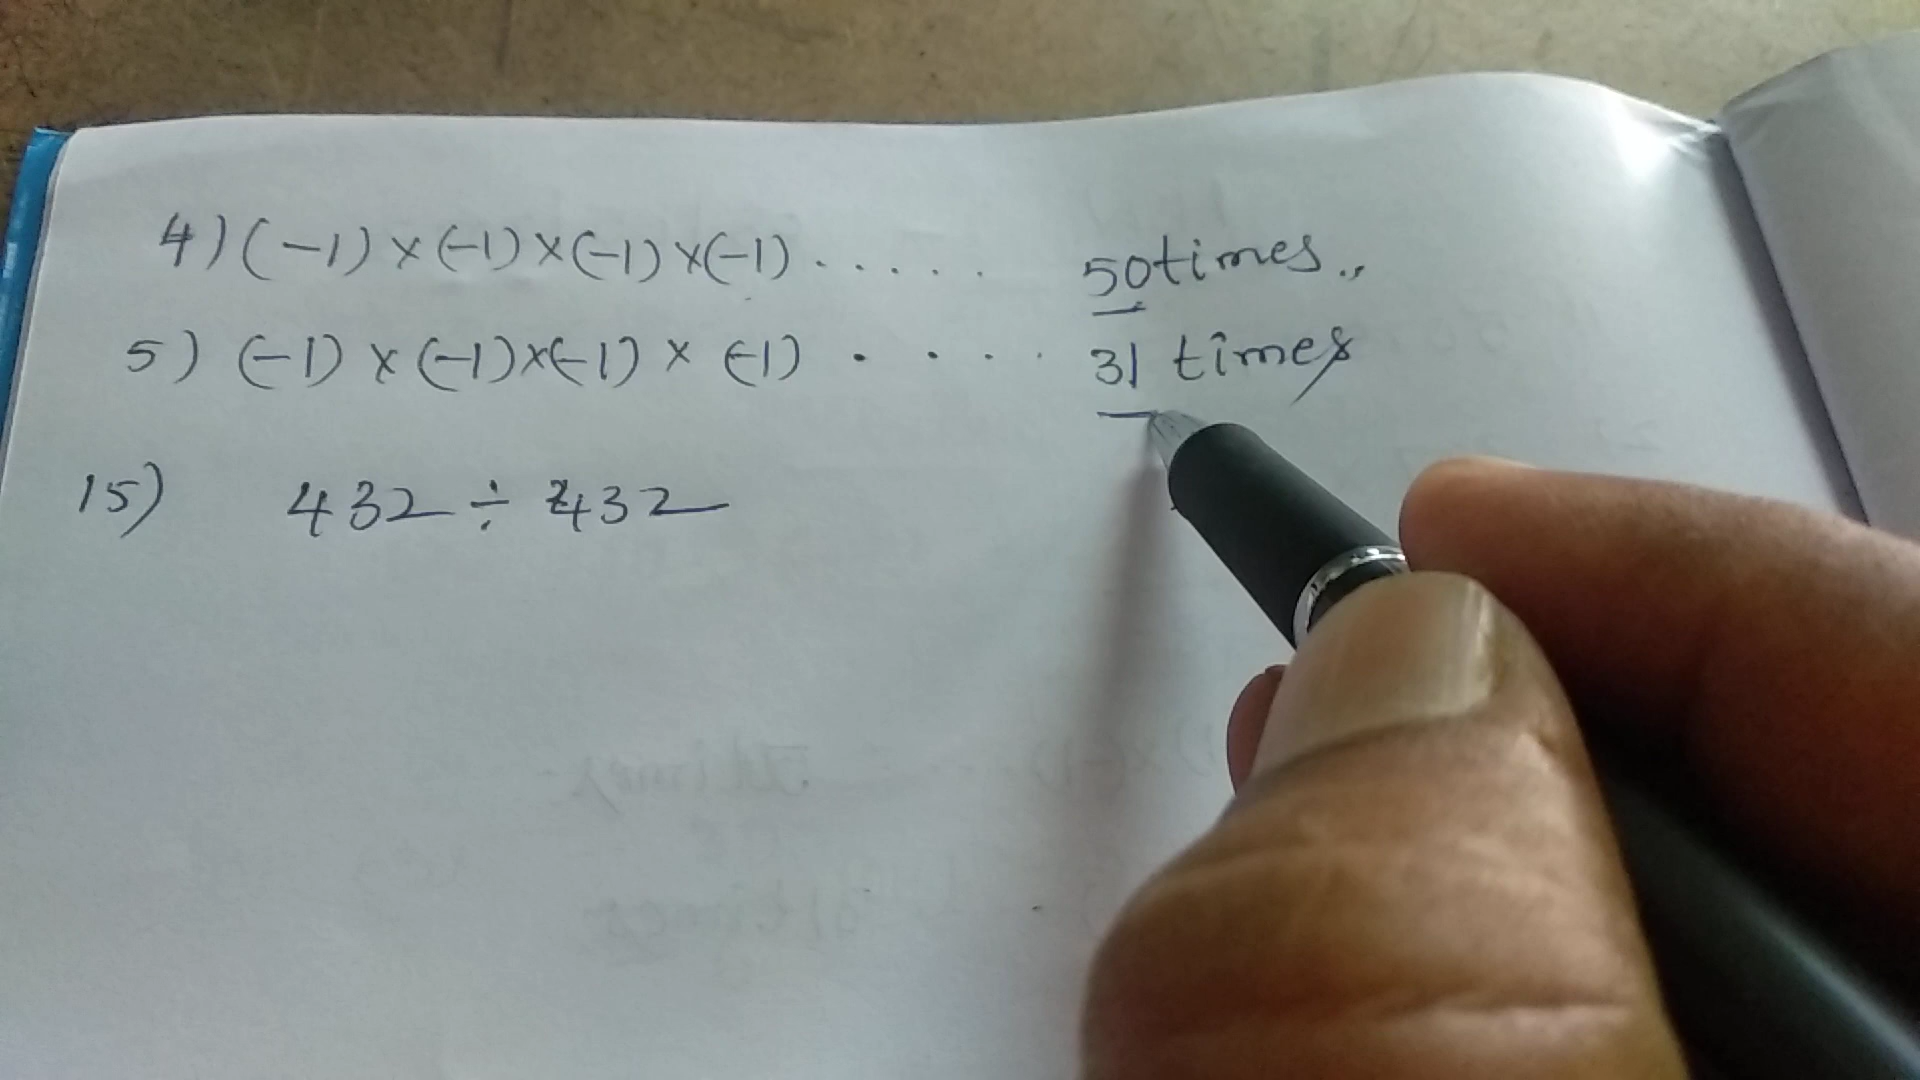 4) (-1) × (-1) × (-1) × (-1) ..... 50 times..
5) (-1) × (-1) × (-1) × (-1) . . . . . 31 times
15) 432 ÷ 432